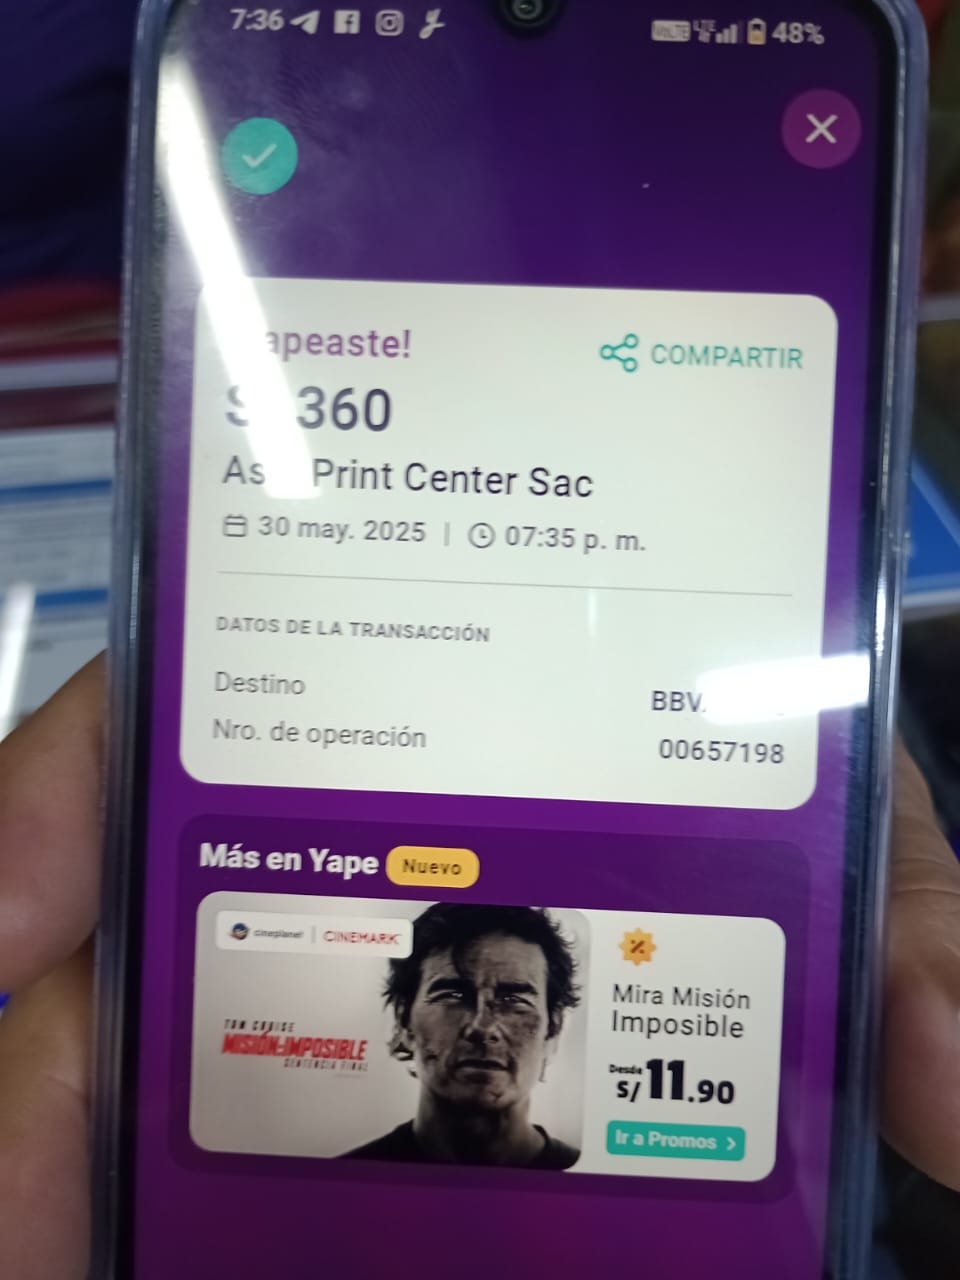 7:36
48%
apeaste!
COMPARTIR
360
Print Center Sac
30 may. 2025 | 07:35 p. m.
DATOS DE LA TRANSACCIÓN
Destino
Nro. de operación 00657198
Más en Yape Nuevo
cineplanet | CINEMARK
TOM CRUISE
MISIÓN:IMPOSIBLE
SENTENCIA FINAL
Mira Misión
Imposible
Desde
S/ 11.90
Ir a Promos >